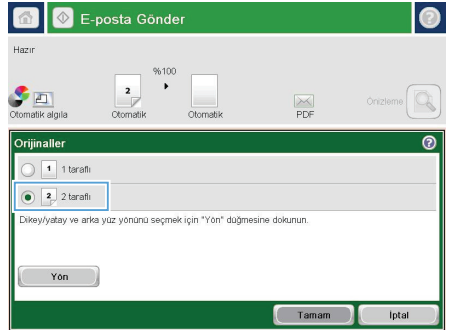 E-posta Gönder
Hazır
%100
2
Otomatik algıla
Otomatik
Otomatik
PDF
Önizleme
Orijinaller
1
1 taraflı
2
2 taraflı
Dikey/yatay ve arka yüz yönünü seçmek için "Yön" düğmesine dokunun.
Yön
Tamam
İptal